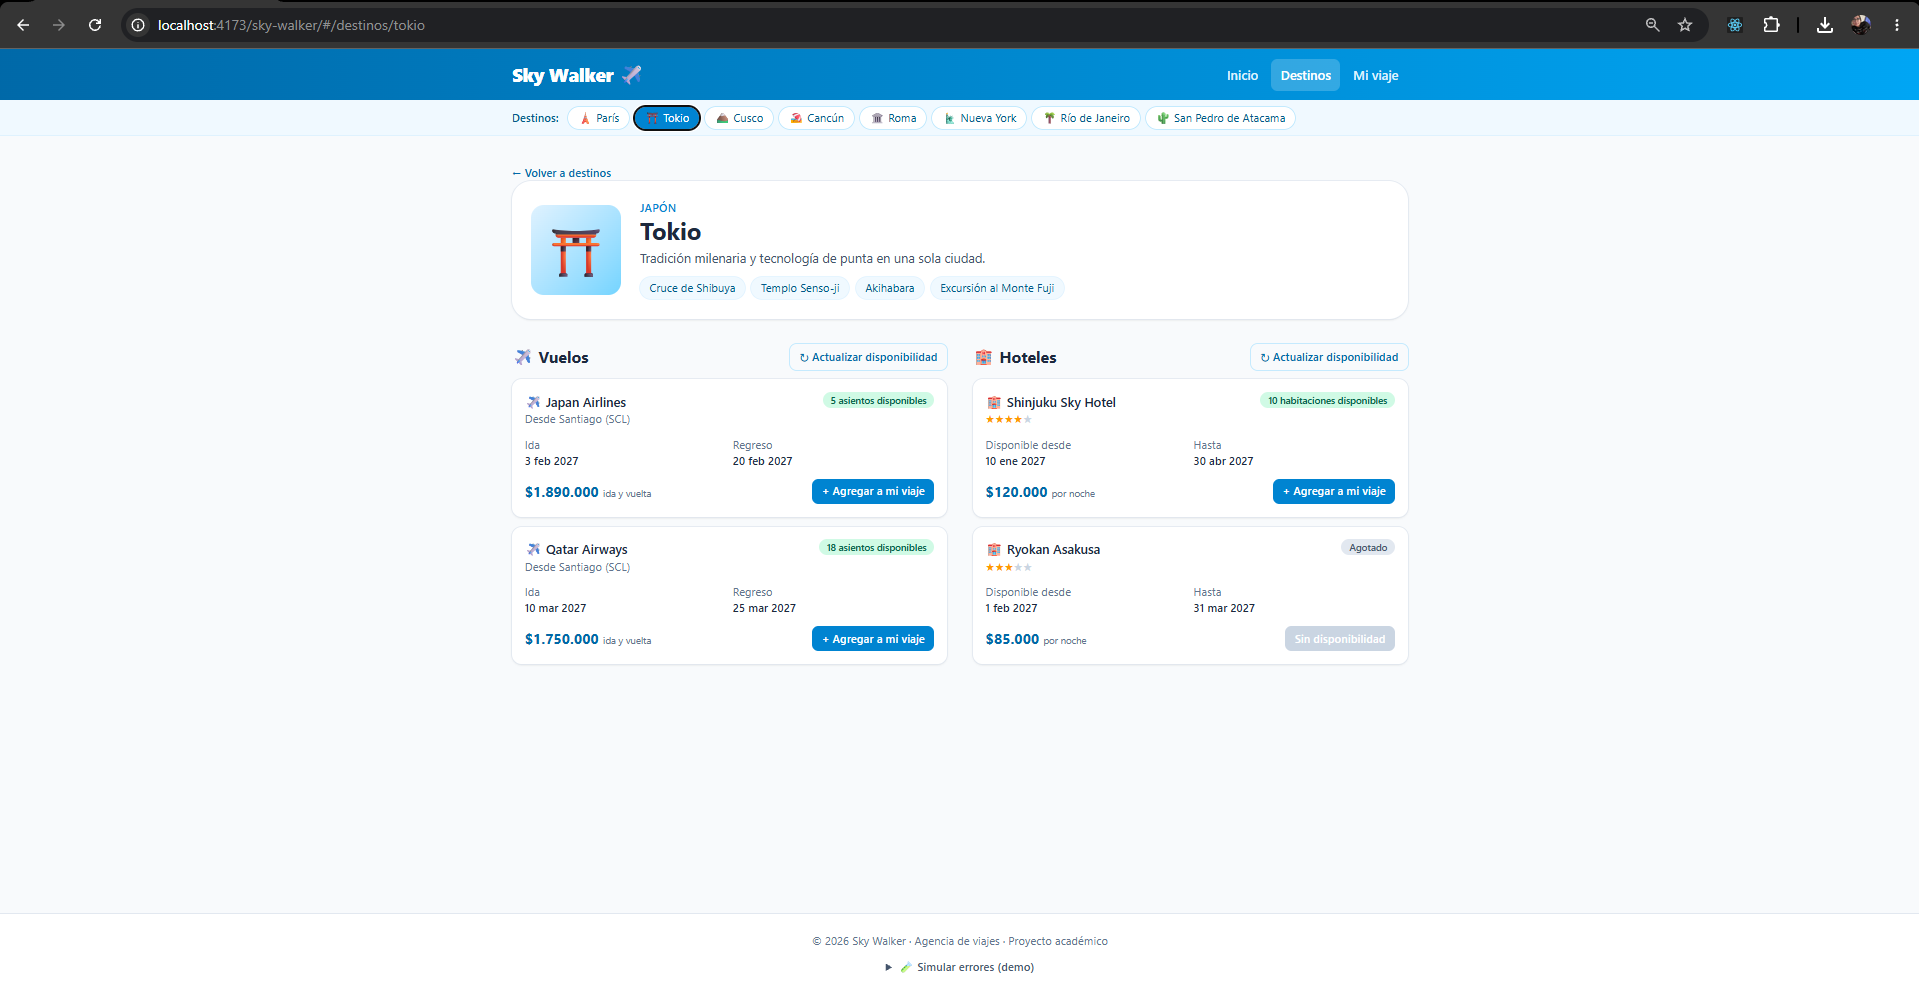 localhost:4173/sky-walker/#/destinos/tokio
Sky Walker
Inicio Destinos Mi viaje
Destinos: París Tokio Cusco Cancún Roma Nueva York Río de Janeiro San Pedro de Atacama
← Volver a destinos
JAPÓN
Tokio
Tradición milenaria y tecnología de punta en una sola ciudad.
Cruce de Shibuya Templo Senso-ji Akihabara Excursión al Monte Fuji
Vuelos
↻ Actualizar disponibilidad
Japan Airlines
5 asientos disponibles
Desde Santiago (SCL)
Ida Regreso
3 feb 2027 20 feb 2027
$1.890.000 ida y vuelta
+ Agregar a mi viaje
Qatar Airways
18 asientos disponibles
Desde Santiago (SCL)
Ida Regreso
10 mar 2027 25 mar 2027
$1.750.000 ida y vuelta
+ Agregar a mi viaje
Hoteles
↻ Actualizar disponibilidad
Shinjuku Sky Hotel
10 habitaciones disponibles
★★★★★
Disponible desde Hasta
10 ene 2027 30 abr 2027
$120.000 por noche
+ Agregar a mi viaje
Ryokan Asakusa
Agotado
★★★★★
Disponible desde Hasta
1 feb 2027 31 mar 2027
$85.000 por noche
Sin disponibilidad
© 2026 Sky Walker · Agencia de viajes · Proyecto académico
▶ Simular errores (demo)